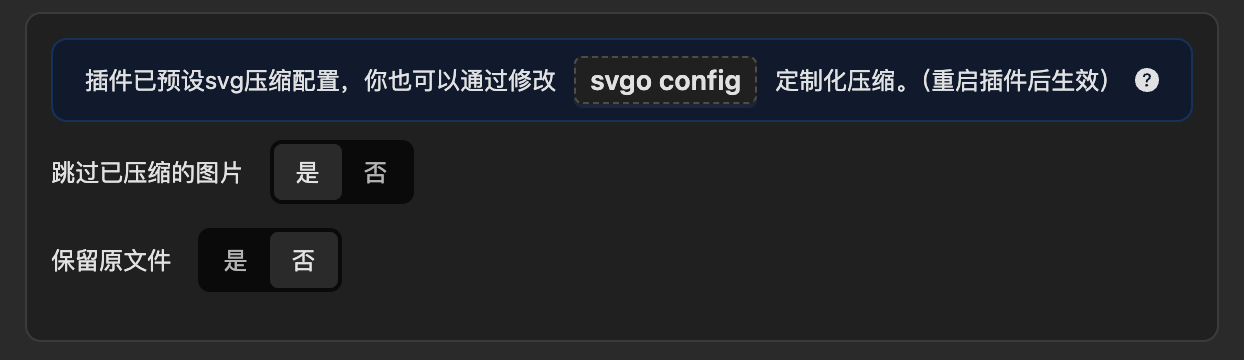 插件已预设svg压缩配置，你也可以通过修改 svgo config 定制化压缩。（重启插件后生效） ?
跳过已压缩的图片 是 否
保留原文件 是 否